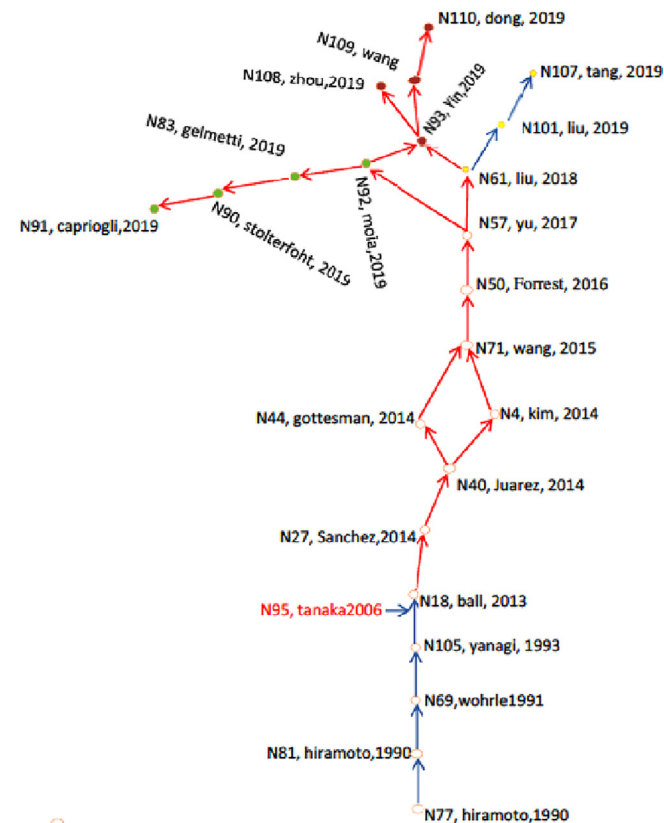 N110, dong, 2019
N109, wang
N108, zhou,2019
N107, tang, 2019
N93, Yin,2019
N83, gelmetti, 2019
N101, liu, 2019
N61, liu, 2018
N92, moia,2019
N91, capriogli,2019
N90, stolterfoht, 2019
N57, yu, 2017
N50, Forrest, 2016
N71, wang, 2015
N44, gottesman, 2014
N4, kim, 2014
N40, Juarez, 2014
N27, Sanchez,2014
N95, tanaka2006
N18, ball, 2013
N105, yanagi, 1993
N69,wohrle1991
N81, hiramoto,1990
N77, hiramoto,1990